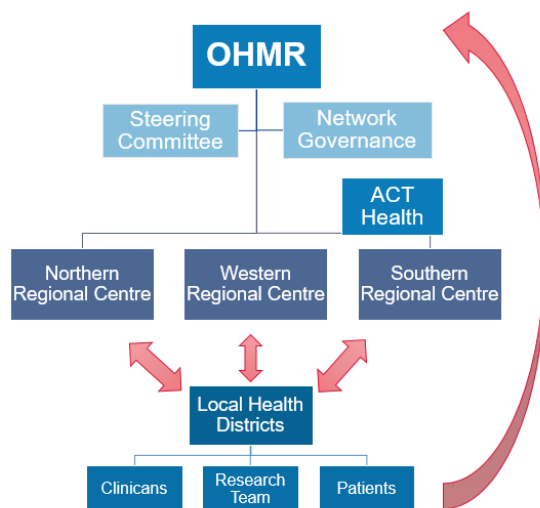 OHMR
Steering
Committee
Network
Governance
ACT
Health
Northern
Regional Centre
Western
Regional Centre
Southern
Regional Centre
Local Health
Districts
Clinicans
Research
Team
Patients